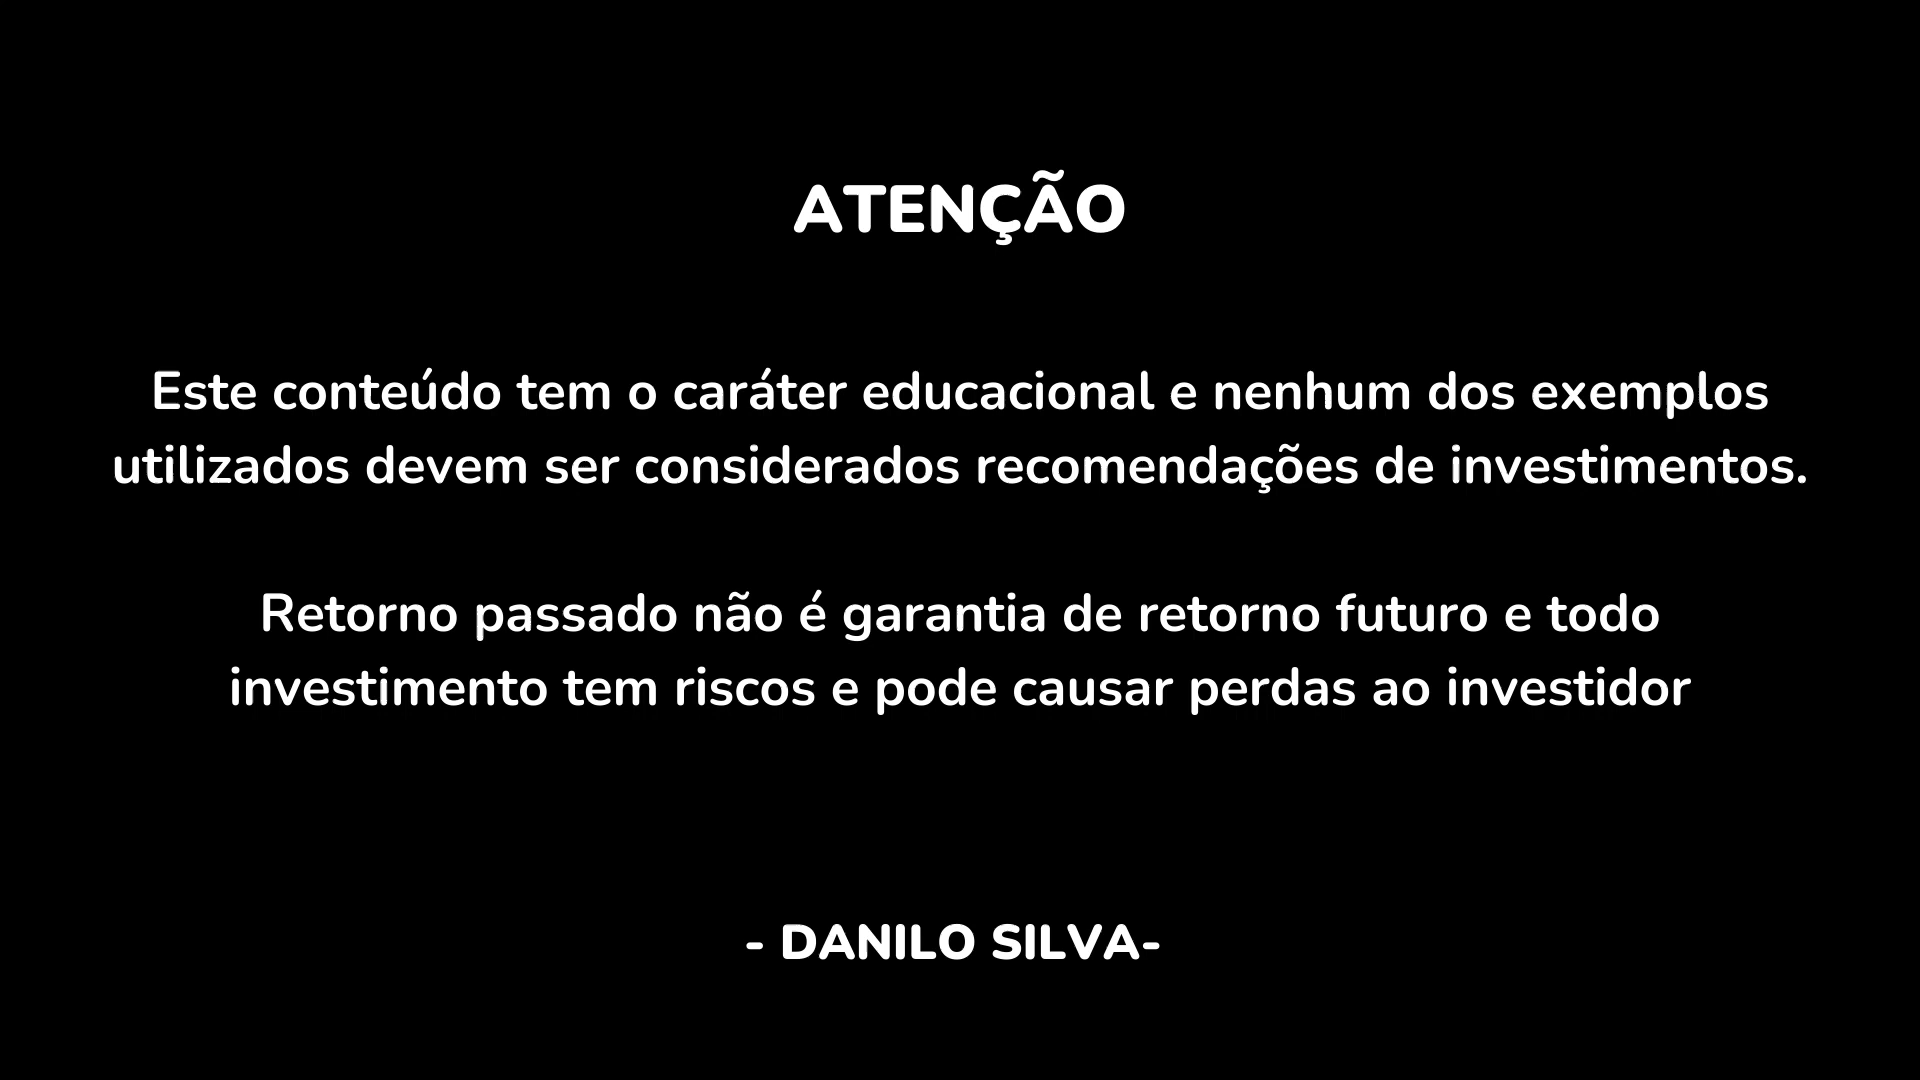 ATENÇÃO
Este conteúdo tem o caráter educacional e nenhum dos exemplos
utilizados devem ser considerados recomendações de investimentos.
Retorno passado não é garantia de retorno futuro e todo
investimento tem riscos e pode causar perdas ao investidor
- DANILO SILVA-